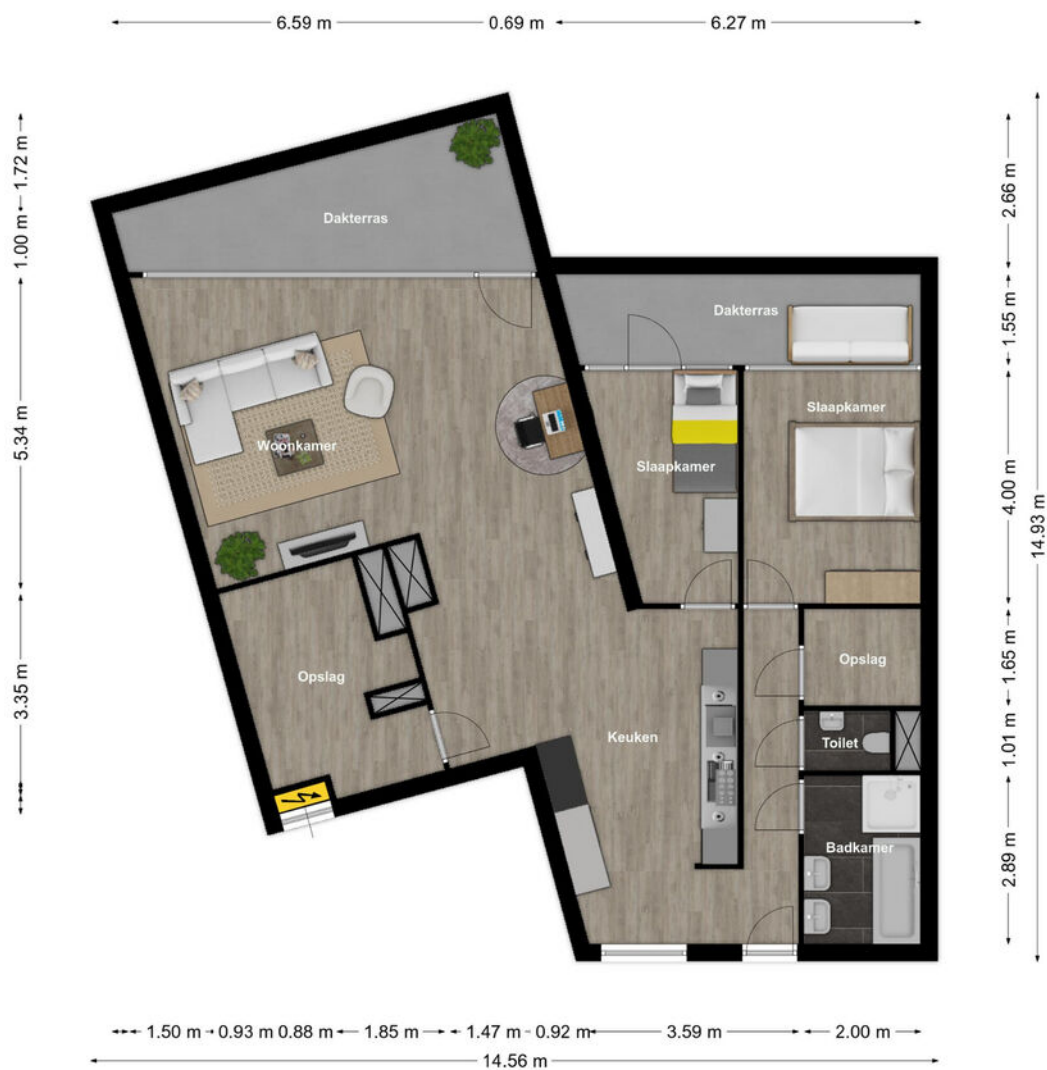 6.59 m
0.69 m
6.27 m
1.72 m
1.00 m
5.34 m
3.35 m
2.66 m
1.55 m
4.00 m
1.65 m
1.01 m
2.89 m
14.93 m
Dakterras
Dakterras
Slaapkamer
Woonkamer
Slaapkamer
Opslag
Opslag
Keuken
Toilet
Badkamer
1.50 m
0.93 m
0.88 m
1.85 m
1.47 m
0.92 m
3.59 m
2.00 m
14.56 m